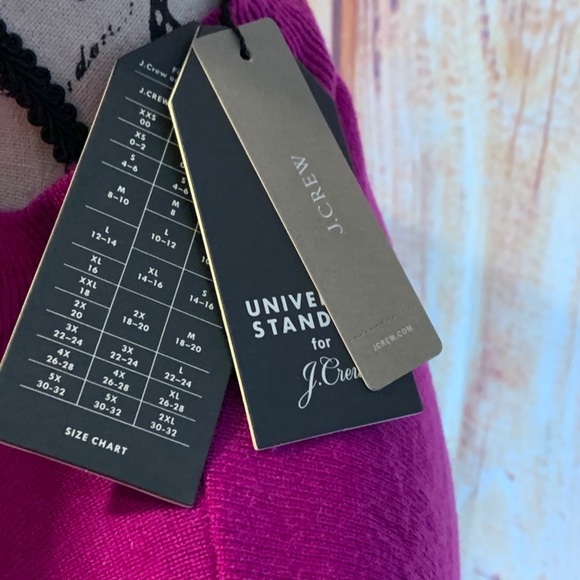 J.Crew
J.CREW
XXS
00
XS
0-2
S
4-6
M
8-10
L
12-14
XL
16
XXL
18
2X
20
3X
22-24
4X
26-28
5X
30-32
S
4-6
M
8
L
10-12
XL
14-16
2X
18-20
3X
22-24
4X
26-28
5X
30-32
S
14-16
M
18-20
L
22-24
XL
26-28
2XL
30-32
SIZE CHART
UNIVE
STAND
for
J.Crew
J.CREW
JCREW.COM